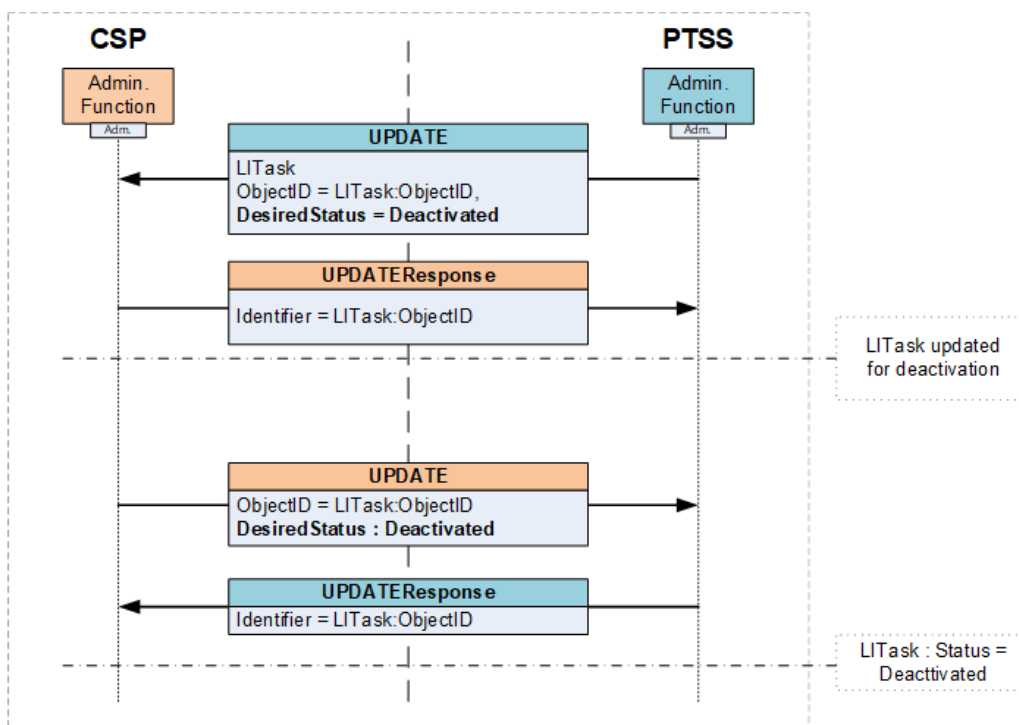 CSP
PTSS
Admin.
Function
Adm.
Admin.
Function
Adm.
UPDATE
LITask
ObjectID = LITask:ObjectID,
DesiredStatus = Deactivated
UPDATEResponse
Identifier = LITask:ObjectID
LITask updated
for deactivation
UPDATE
ObjectID = LITask:ObjectID
DesiredStatus : Deactivated
UPDATEResponse
Identifier = LITask:ObjectID
LITask : Status =
Deacttivated